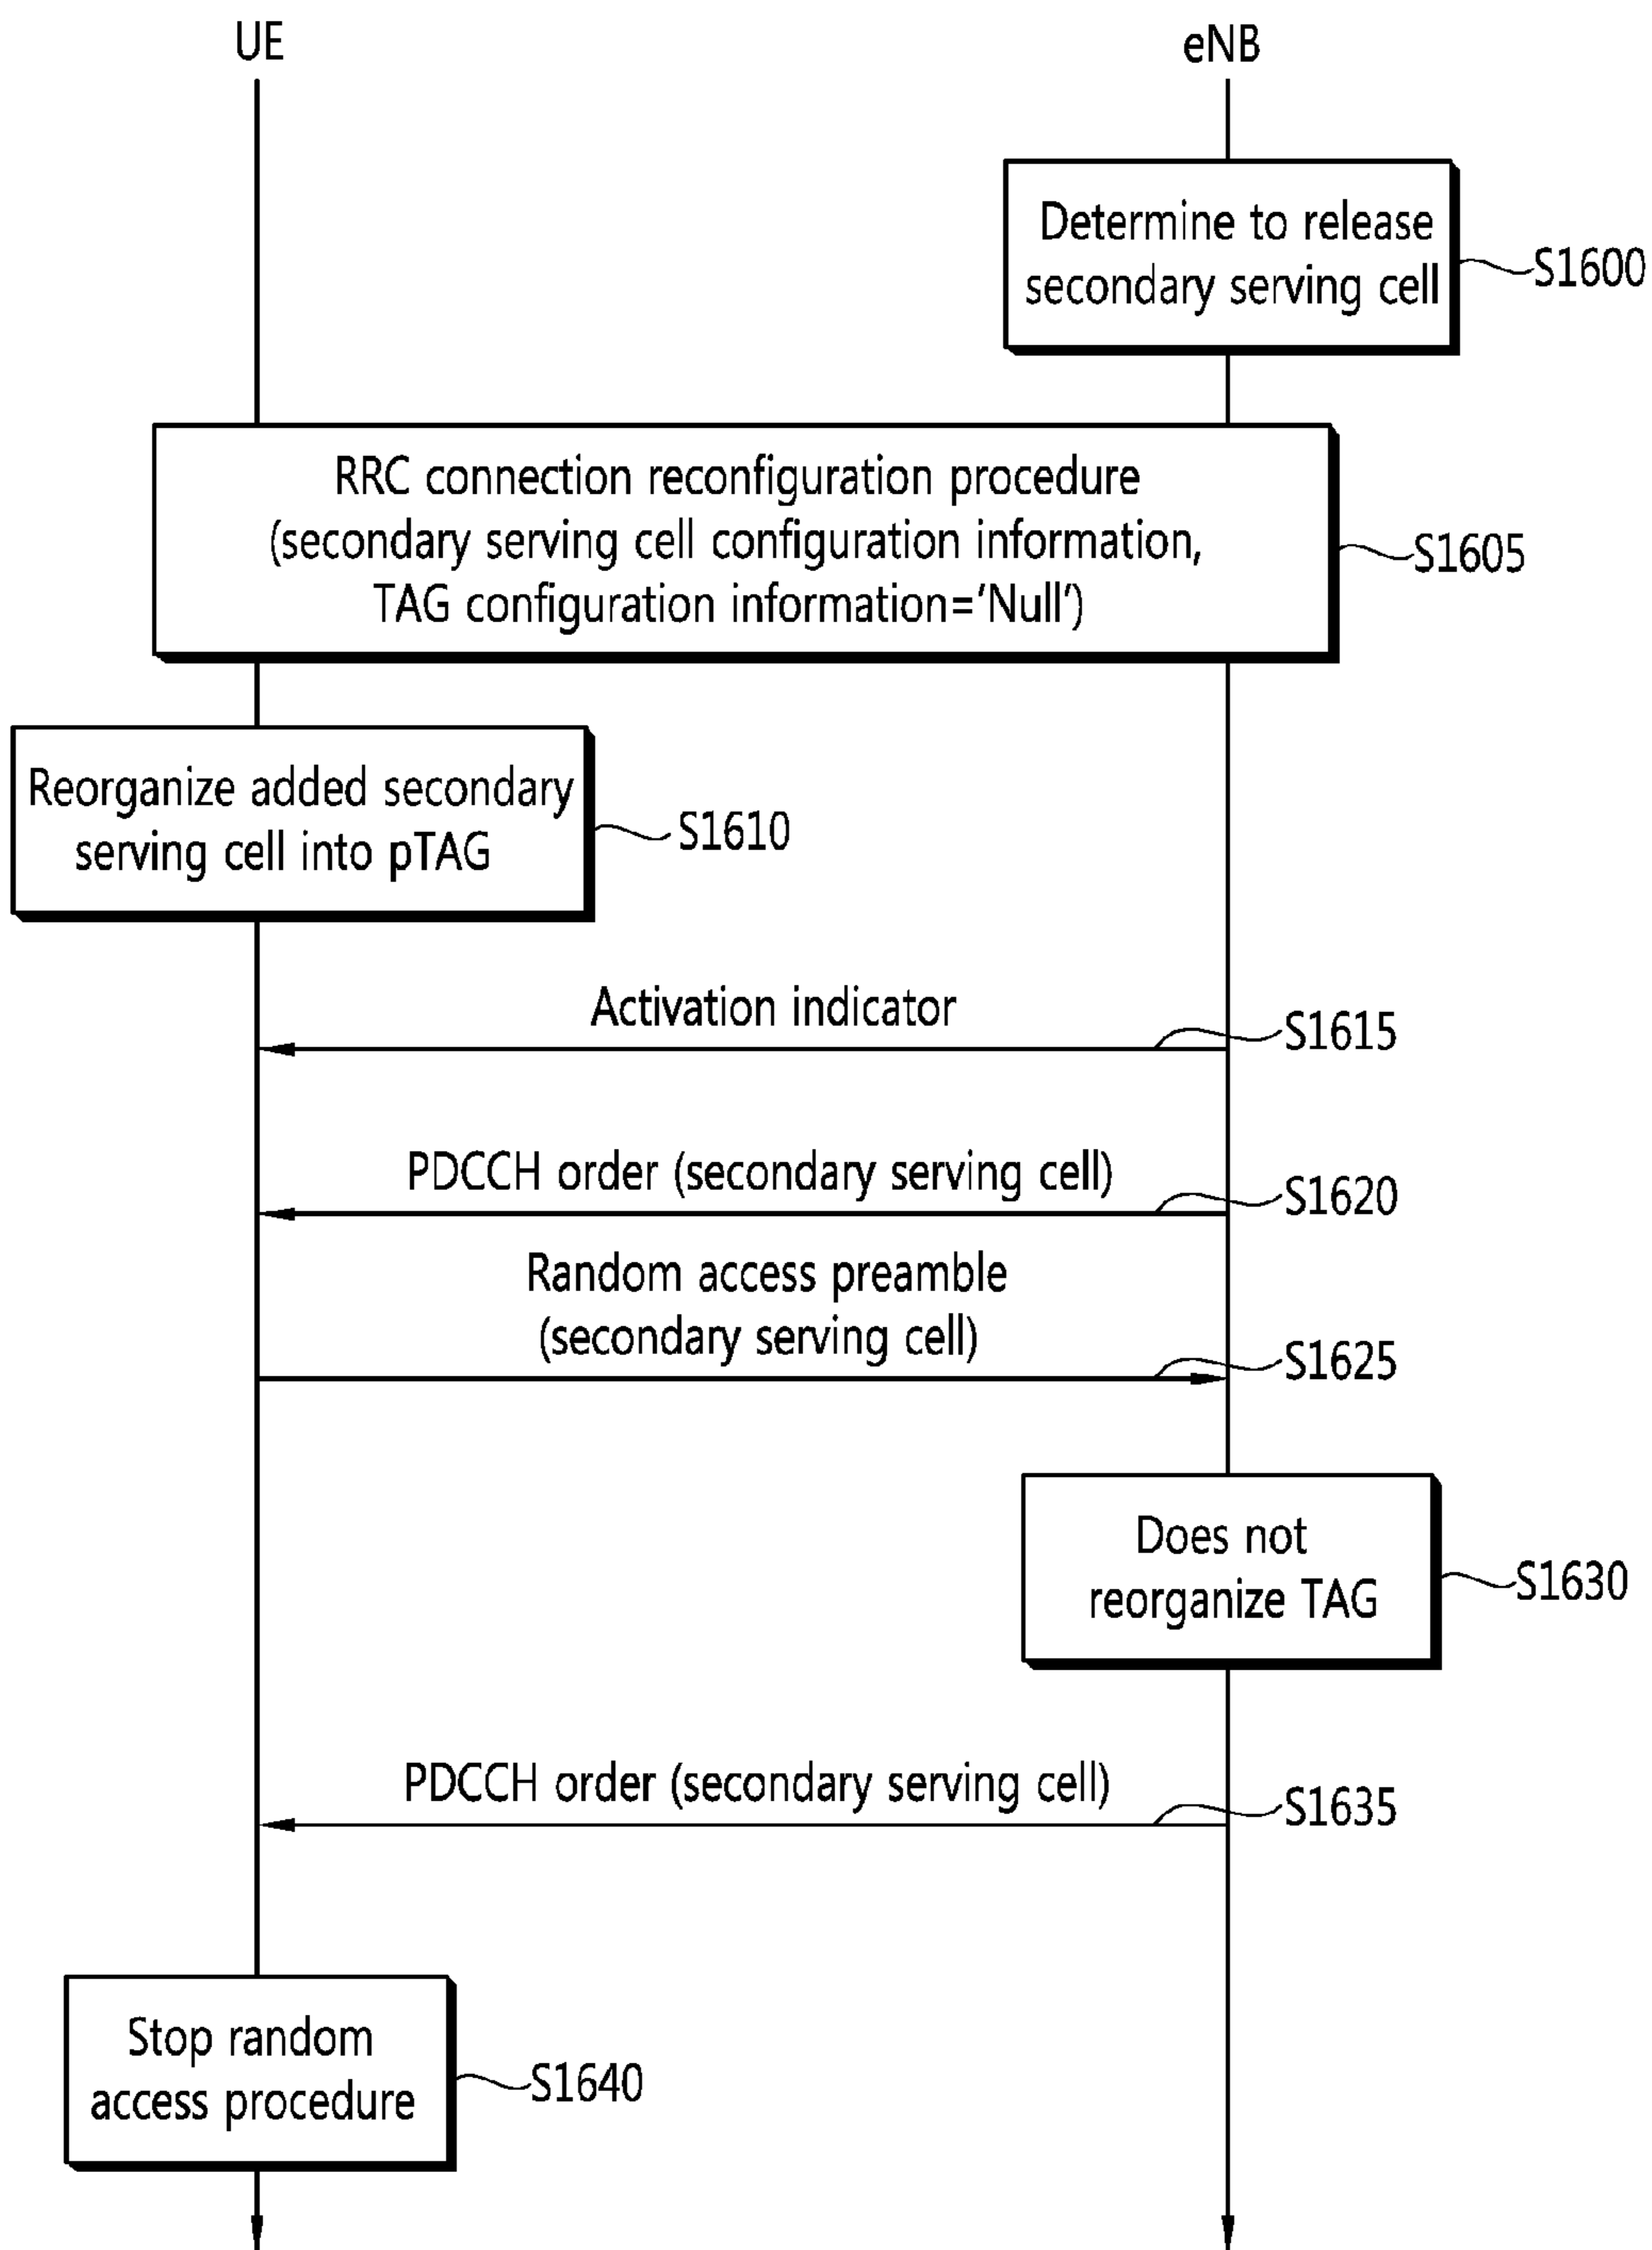 UE
eNB
Determine to release
secondary serving cell
S1600
RRC connection reconfiguration procedure
(secondary serving cell configuration information,
TAG configuration information='Null')
S1605
Reorganize added secondary
serving cell into pTAG
S1610
Activation indicator
S1615
PDCCH order (secondary serving cell)
S1620
Random access preamble
(secondary serving cell)
S1625
Does not
reorganize TAG
S1630
PDCCH order (secondary serving cell)
S1635
Stop random
access procedure
S1640